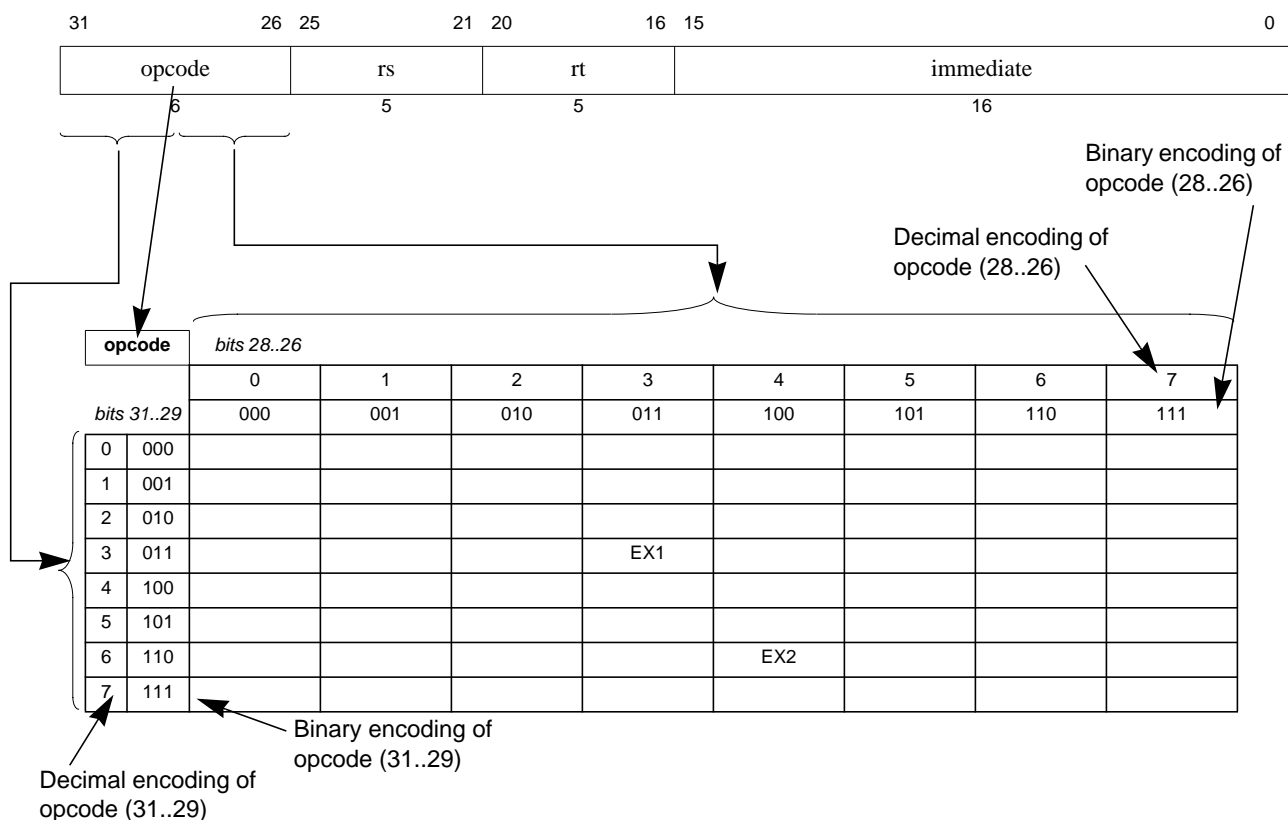 31 26 25 21 20 16 15 0
opcode rs rt immediate
6 5 5 16
Binary encoding of
opcode (28..26)
Decimal encoding of
opcode (28..26)
opcode bits 28..26
0 1 2 3 4 5 6 7
bits 31..29 000 001 010 011 100 101 110 111
0 000
1 001
2 010
3 011 EX1
4 100
5 101
6 110 EX2
7 111
Binary encoding of
opcode (31..29)
Decimal encoding of
opcode (31..29)